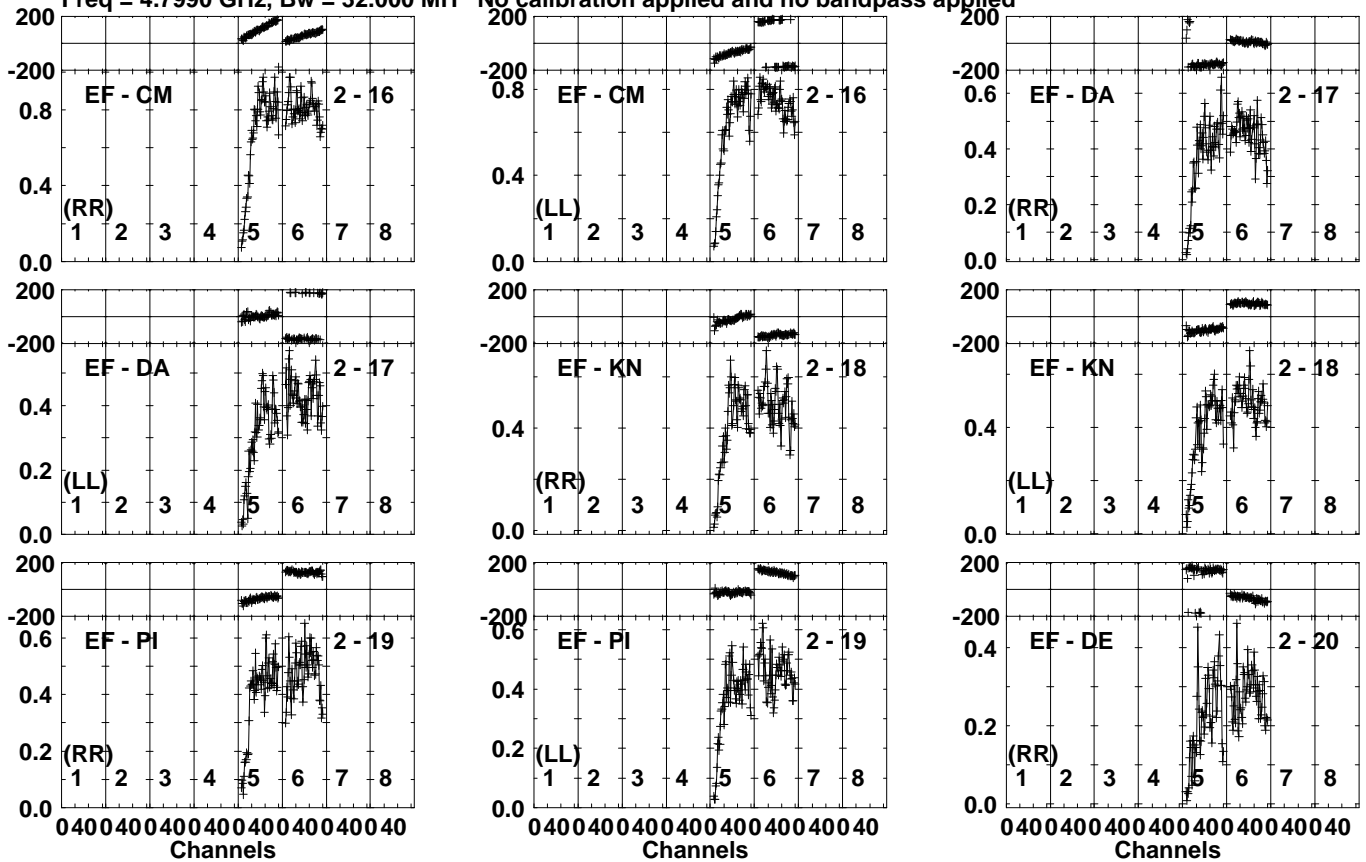 Freq = 4.7990 GHz, Bw = 32.000 MH No calibration applied and no bandpass applied
200 200 200
-200 -200 -200
EF - CM 2 - 16 EF - CM 2 - 16 EF - DA 2 - 17
0.8 0.8 0.6
0.4 0.4 0.4
0.2
(RR) (LL) (RR)
1 2 3 4 5 6 7 8 1 2 3 4 5 6 7 8 1 2 3 4 5 6 7 8
0.0 0.0 0.0
200 200 200
-200 -200 -200
EF - DA 2 - 17 EF - KN 2 - 18 EF - KN 2 - 18
0.4 0.4 0.4
0.2
(LL) (RR) (LL)
1 2 3 4 5 6 7 8 1 2 3 4 5 6 7 8 1 2 3 4 5 6 7 8
0.0 0.0 0.0
200 200 200
-200 -200 -200
EF - PI 2 - 19 EF - PI 2 - 19 EF - DE 2 - 20
0.6 0.6 0.4
0.4 0.4
0.2 0.2 0.2
(RR) (LL) (RR)
1 2 3 4 5 6 7 8 1 2 3 4 5 6 7 8 1 2 3 4 5 6 7 8
0.0 0.0 0.0
0 40 0 40 0 40 0 40 0 40 0 40 0 40 0 40 0 40 0 40 0 40 0 40 0 40 0 40 0 40 0 40 0 40 0 40 0 40 0 40 0 40 0 40 0 40 0 40
Channels Channels Channels